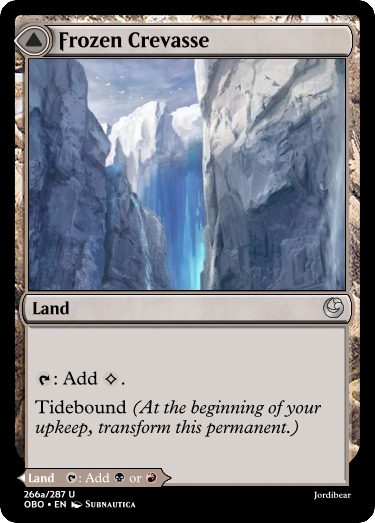 Frozen Crevasse
Land
: Add .
Tidebound (At the beginning of your
upkeep, transform this permanent.)
Land : Add or
266a/287 U
OBO • EN Subnautica
Jordibear